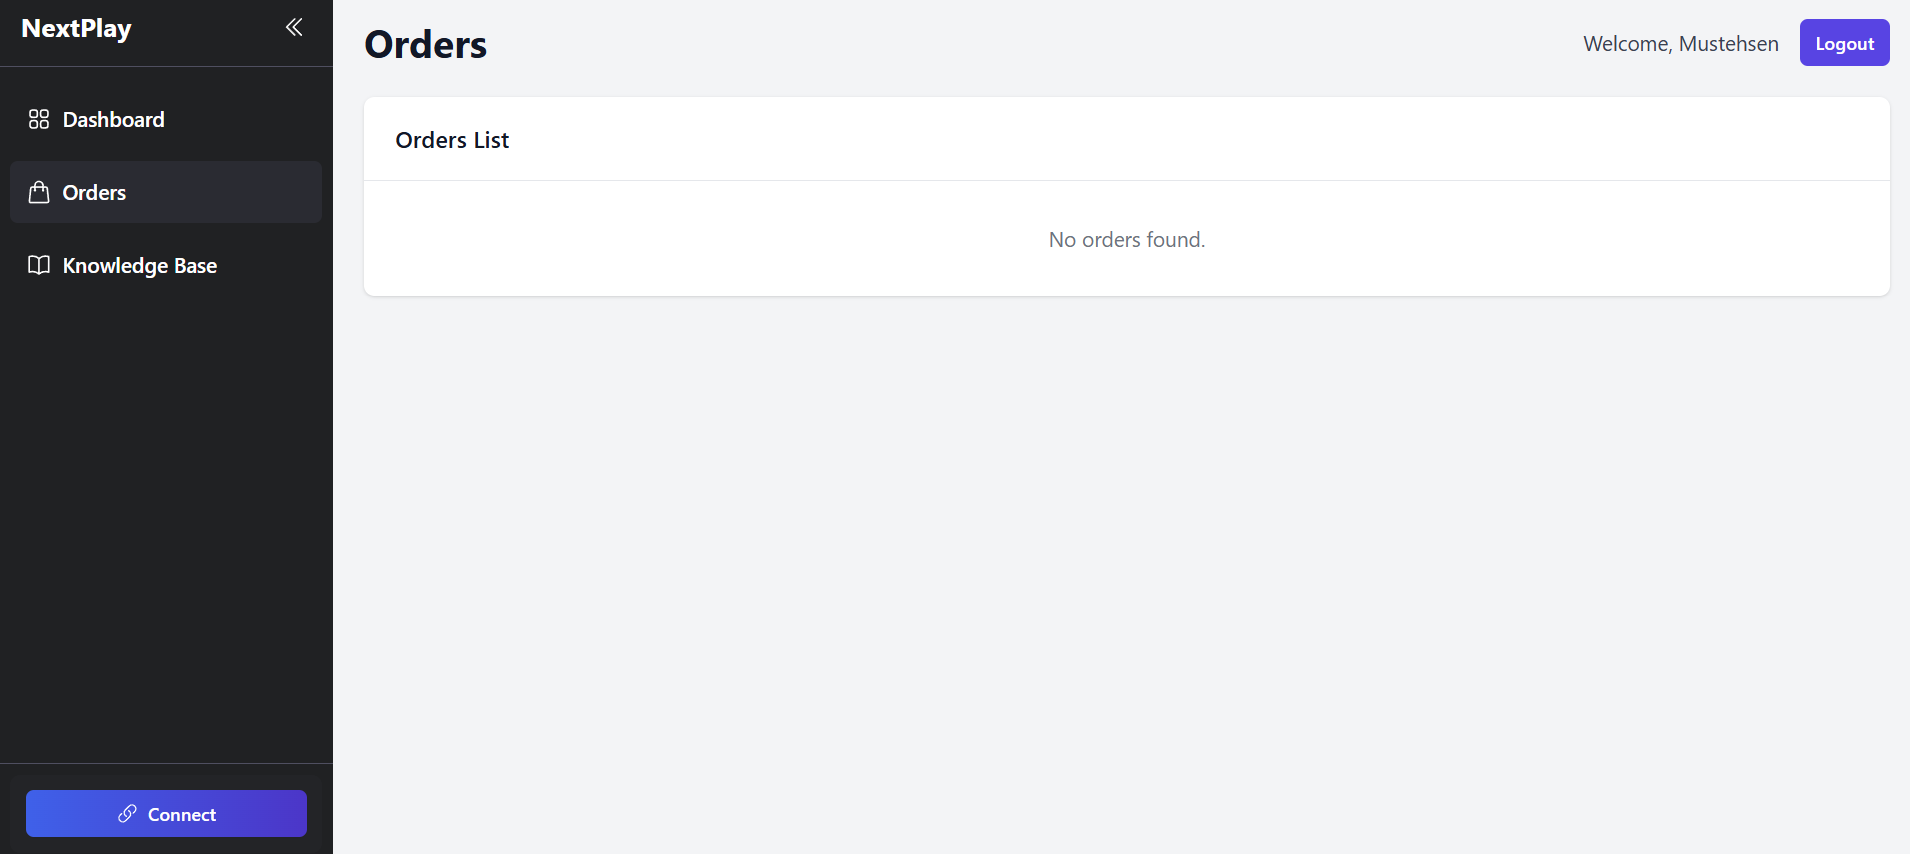 NextPlay
Dashboard
Orders
Knowledge Base
Connect
Orders
Welcome, Mustehsen
Logout
Orders List
No orders found.